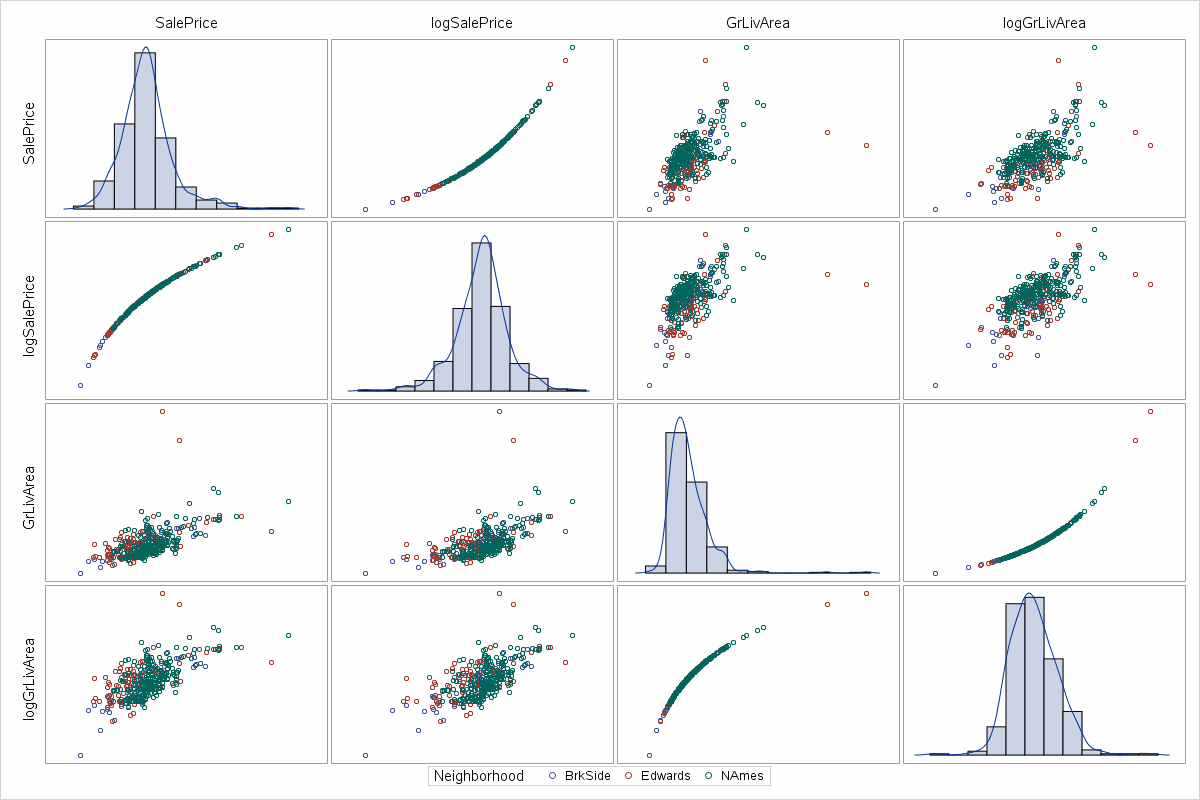 SalePrice logSalePrice GrLivArea logGrLivArea
SalePrice
logSalePrice
GrLivArea
logGrLivArea
Neighborhood BrkSide Edwards NAmes